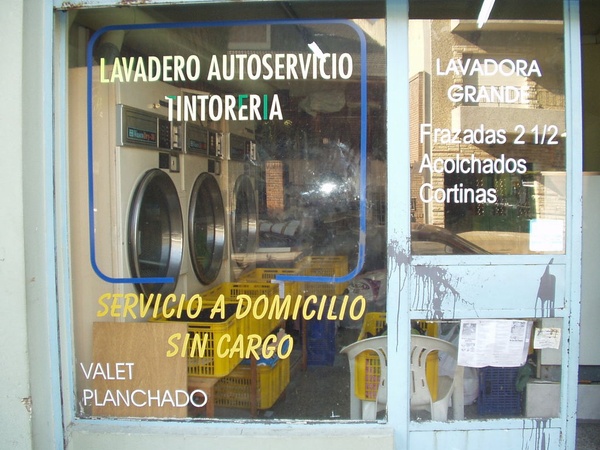 LAVADERO AUTOSERVICIO
TINTORERIA
SERVICIO A DOMICILIO
SIN CARGO
VALET
PLANCHADO
LAVADORA
GRANDE
Frazadas 2 1/2
Acolchados
Cortinas